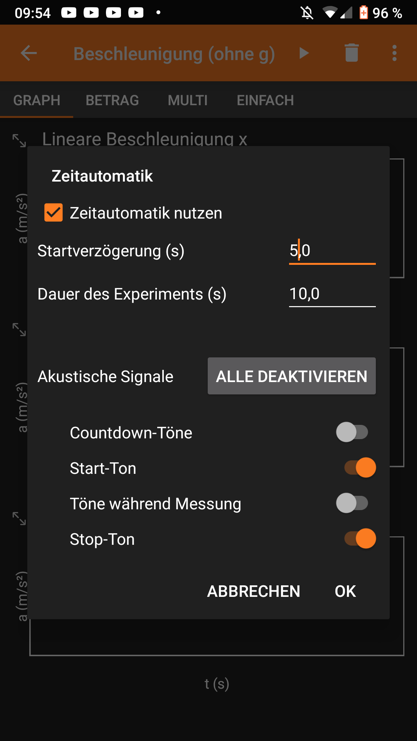 09:54
96 %
Beschleunigung (ohne g)
GRAPH BETRAG MULTI EINFACH
Lineare Beschleunigung x
Zeitautomatik
Zeitautomatik nutzen
Startverzögerung (s) 5,0
Dauer des Experiments (s) 10,0
Akustische Signale ALLE DEAKTIVIEREN
Countdown-Töne
Start-Ton
Töne während Messung
Stop-Ton
ABBRECHEN OK
a (m/s²)
a (m/s²)
a (m/s²)
t (s)